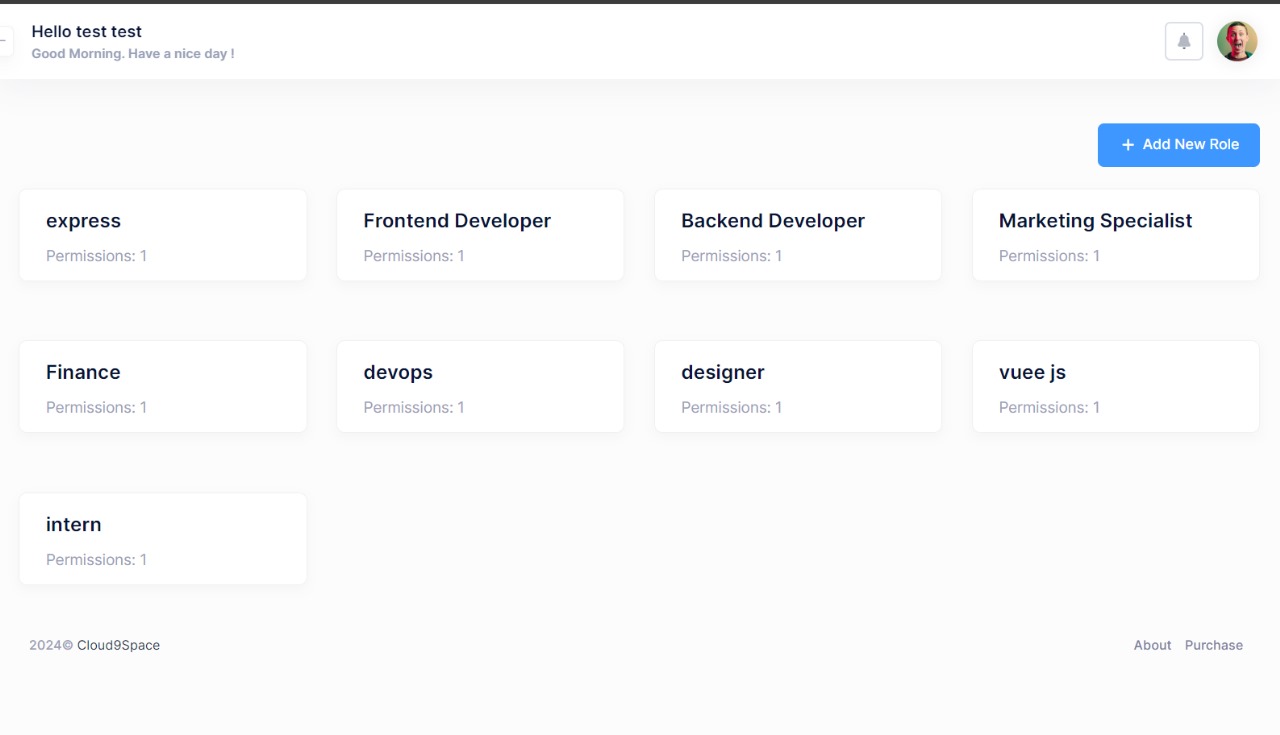 Hello test test
Good Morning. Have a nice day !
+ Add New Role
express
Permissions: 1
Frontend Developer
Permissions: 1
Backend Developer
Permissions: 1
Marketing Specialist
Permissions: 1
Finance
Permissions: 1
devops
Permissions: 1
designer
Permissions: 1
vuee js
Permissions: 1
intern
Permissions: 1
2024© Cloud9Space
About Purchase